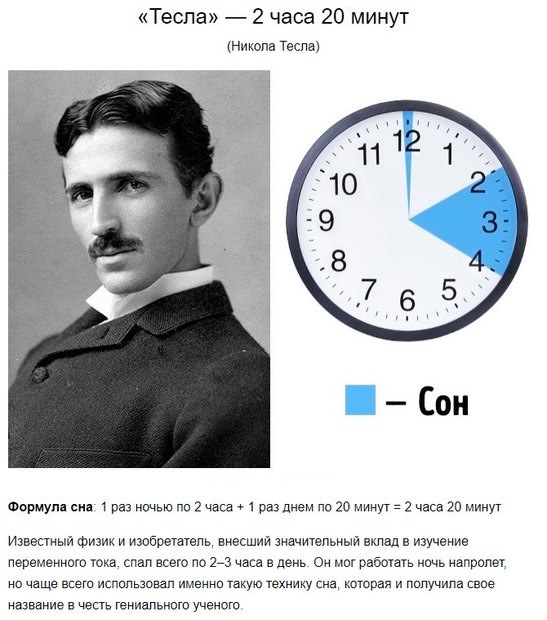 «Тесла» — 2 часа 20 минут
(Никола Тесла)
12
1
2
3
4
5
6
7
8
9
10
11
– Сон
Формула сна: 1 раз ночью по 2 часа + 1 раз днем по 20 минут = 2 часа 20 минут
Известный физик и изобретатель, внесший значительный вклад в изучение
переменного тока, спал всего по 2–3 часа в день. Он мог работать ночь напролет,
но чаще всего использовал именно такую технику сна, которая и получила свое
название в честь гениального ученого.